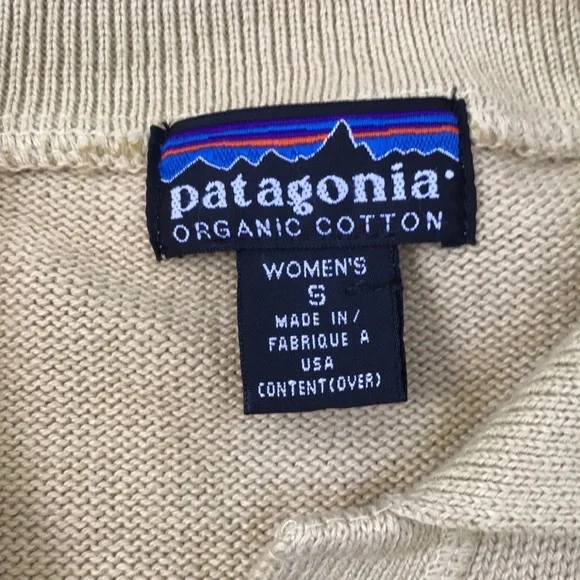 patagonia
ORGANIC COTTON
WOMEN'S
S
MADE IN/
FABRIQUE A
USA
CONTENT(OVER)